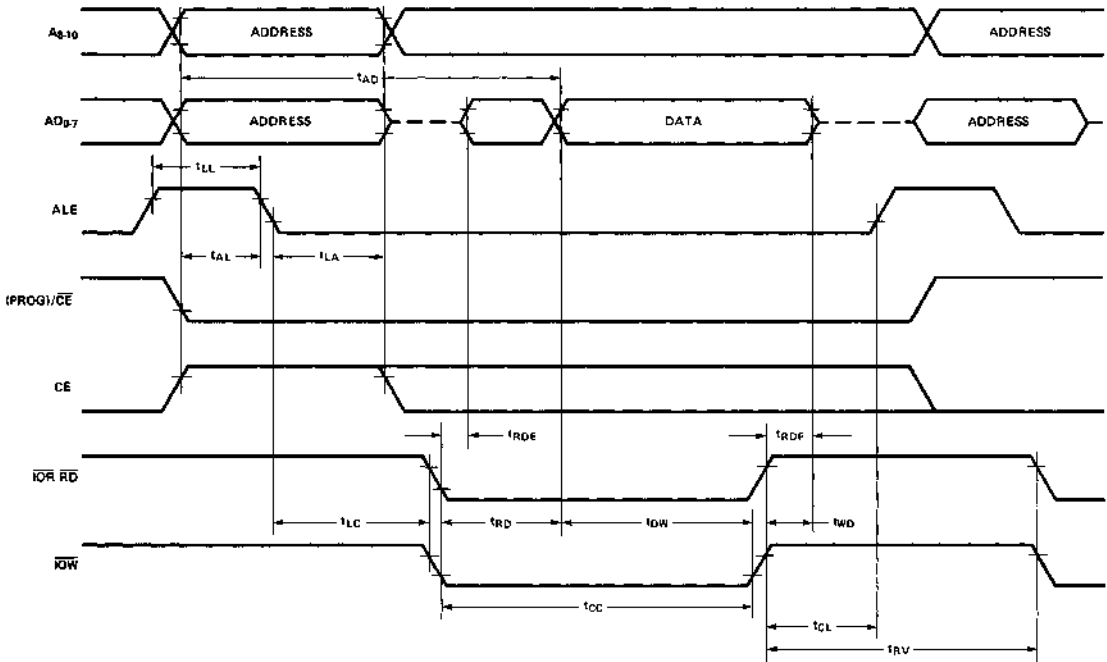 A8-10 ADDRESS ADDRESS
tAD
AD0-7 ADDRESS DATA ADDRESS
tLL
ALE
tAL tLA
(PROG)/CE
CE
tRDE tRDF
IOR RD
tLC tRD tDW tWD
IOW
tCC
tCL
tRV